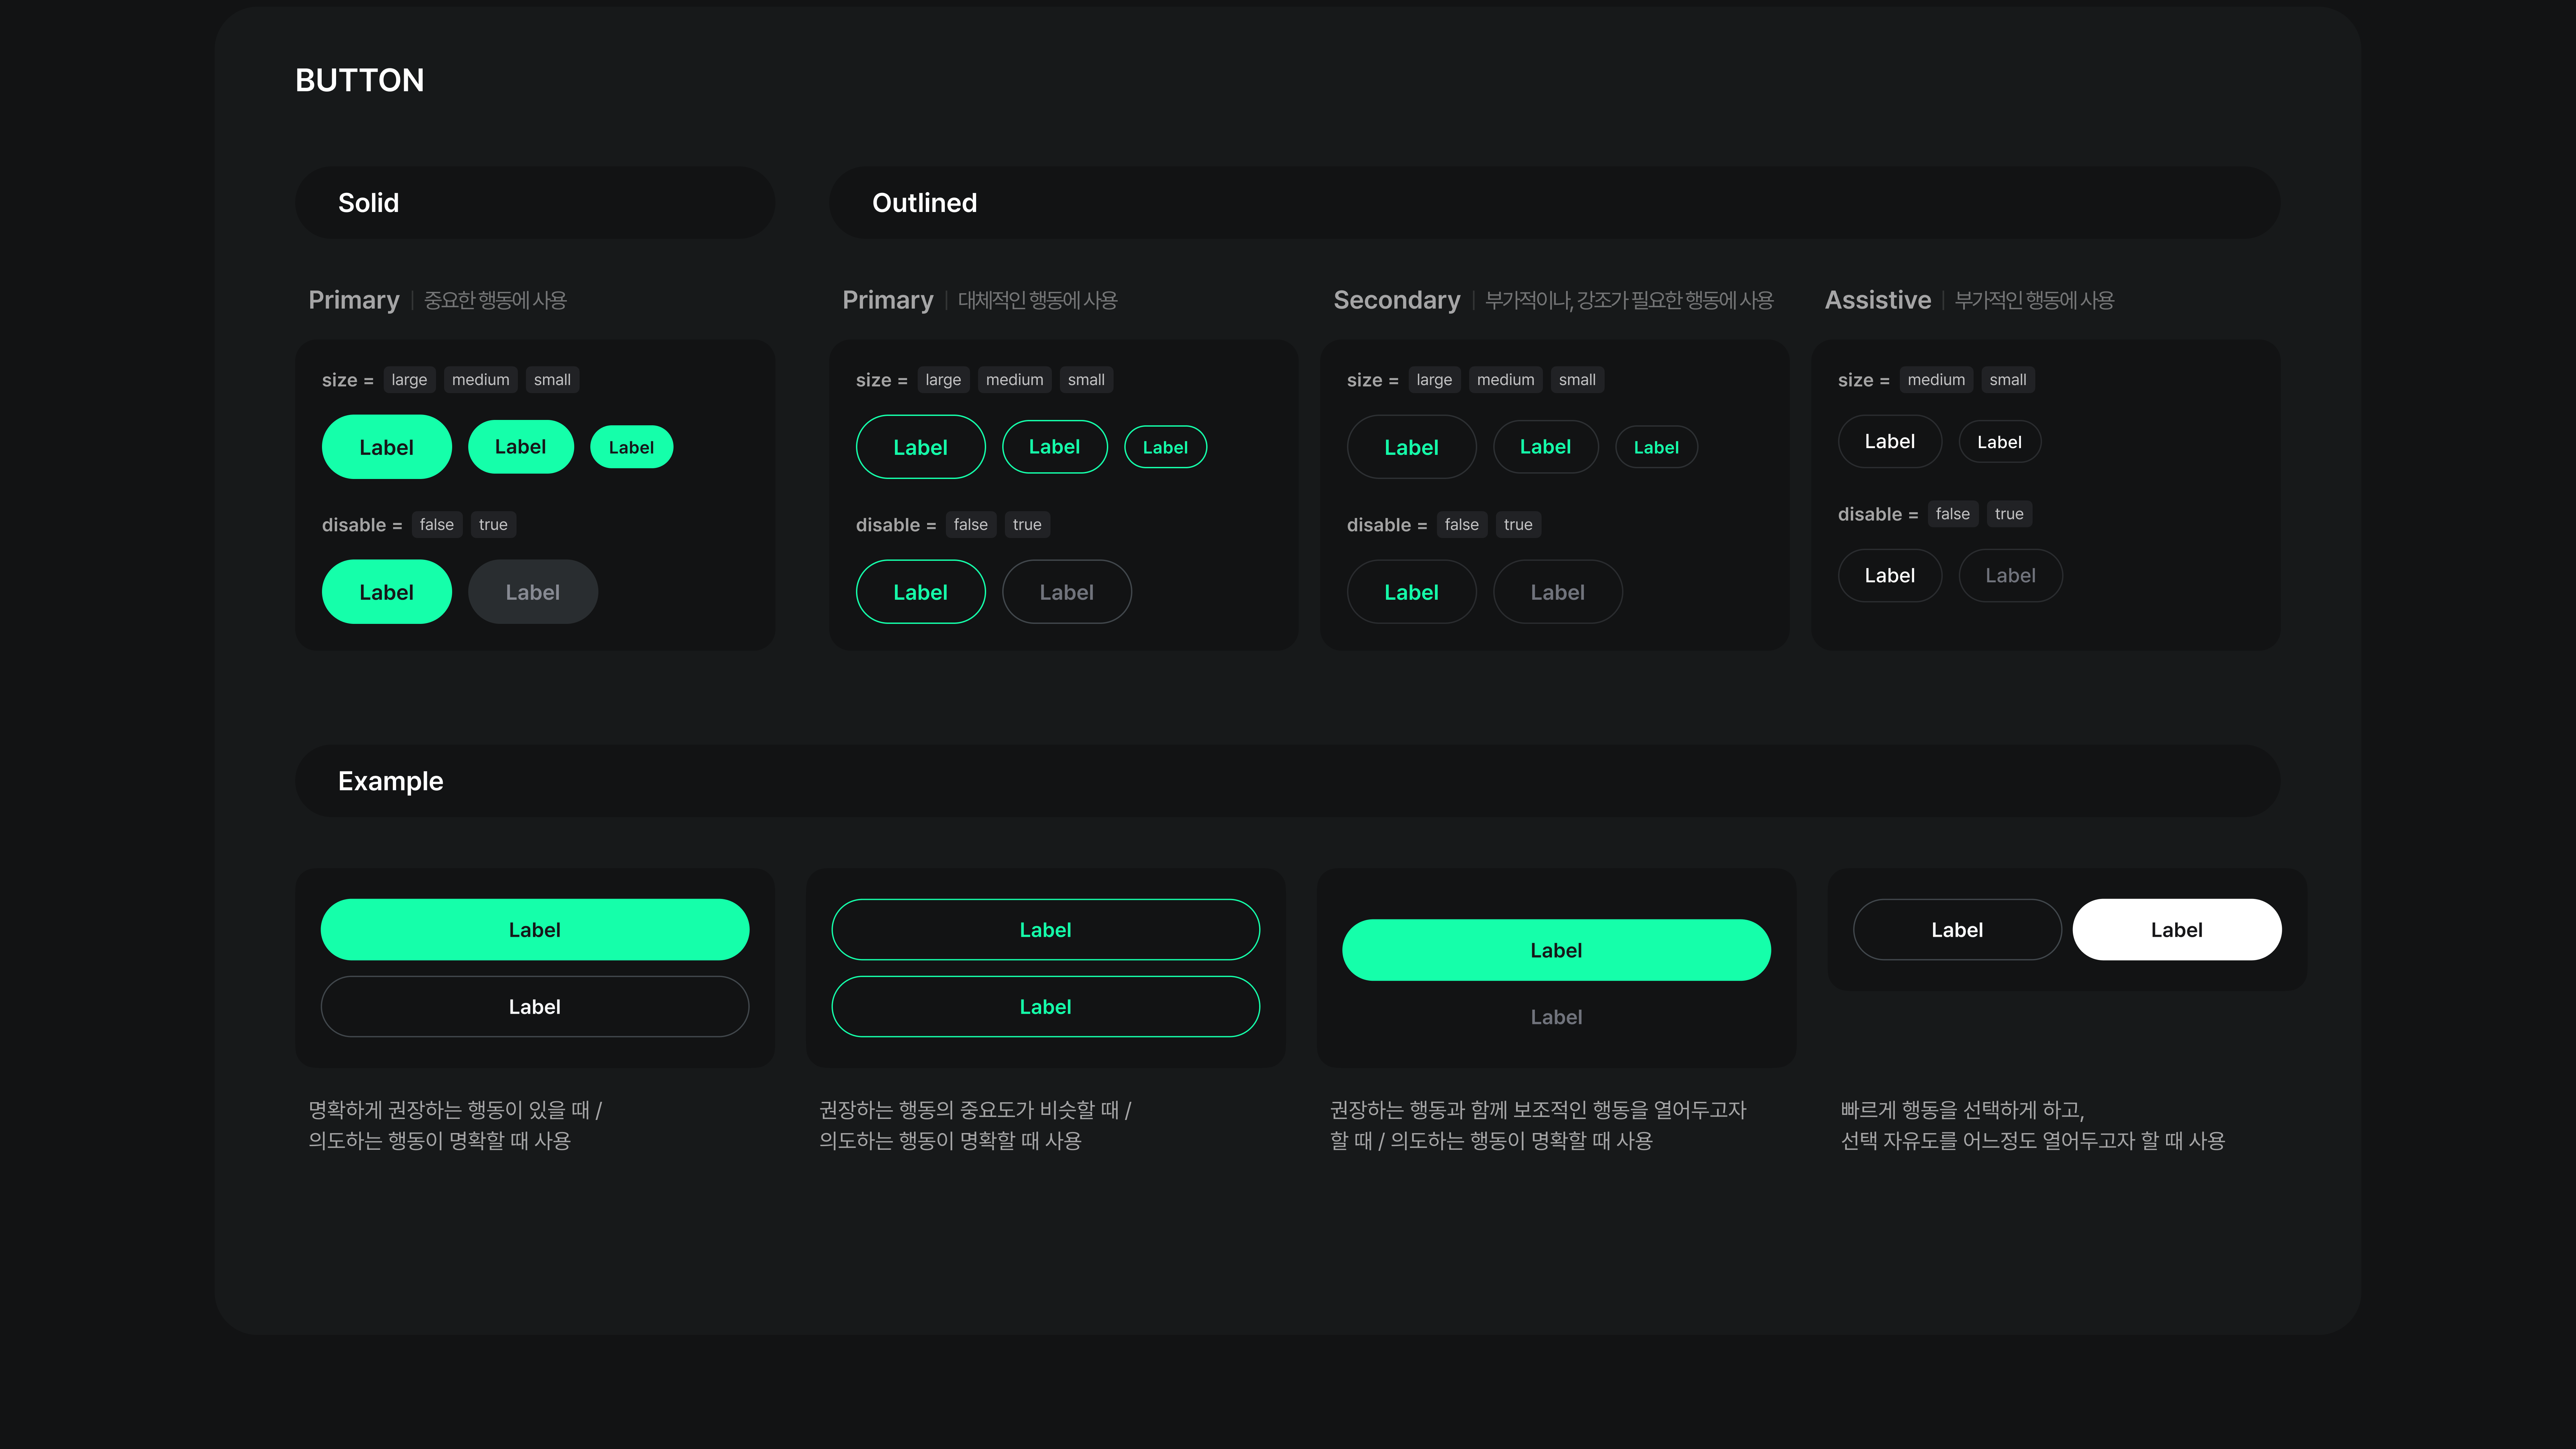 BUTTON
Solid
Outlined
Primary | 중요한 행동에 사용
Primary | 대체적인 행동에 사용
Secondary | 부가적이나, 강조가 필요한 행동에 사용
Assistive | 부가적인 행동에 사용
size = large medium small
Label Label Label
disable = false true
Label Label
size = large medium small
Label Label Label
disable = false true
Label Label
size = large medium small
Label Label Label
disable = false true
Label Label
size = medium small
Label Label
disable = false true
Label Label
Example
Label
Label
명확하게 권장하는 행동이 있을 때 /
의도하는 행동이 명확할 때 사용
Label
Label
권장하는 행동의 중요도가 비슷할 때 /
의도하는 행동이 명확할 때 사용
Label
Label
권장하는 행동과 함께 보조적인 행동을 열어두고자
할 때 / 의도하는 행동이 명확할 때 사용
Label Label
빠르게 행동을 선택하게 하고,
선택 자유도를 어느정도 열어두고자 할 때 사용